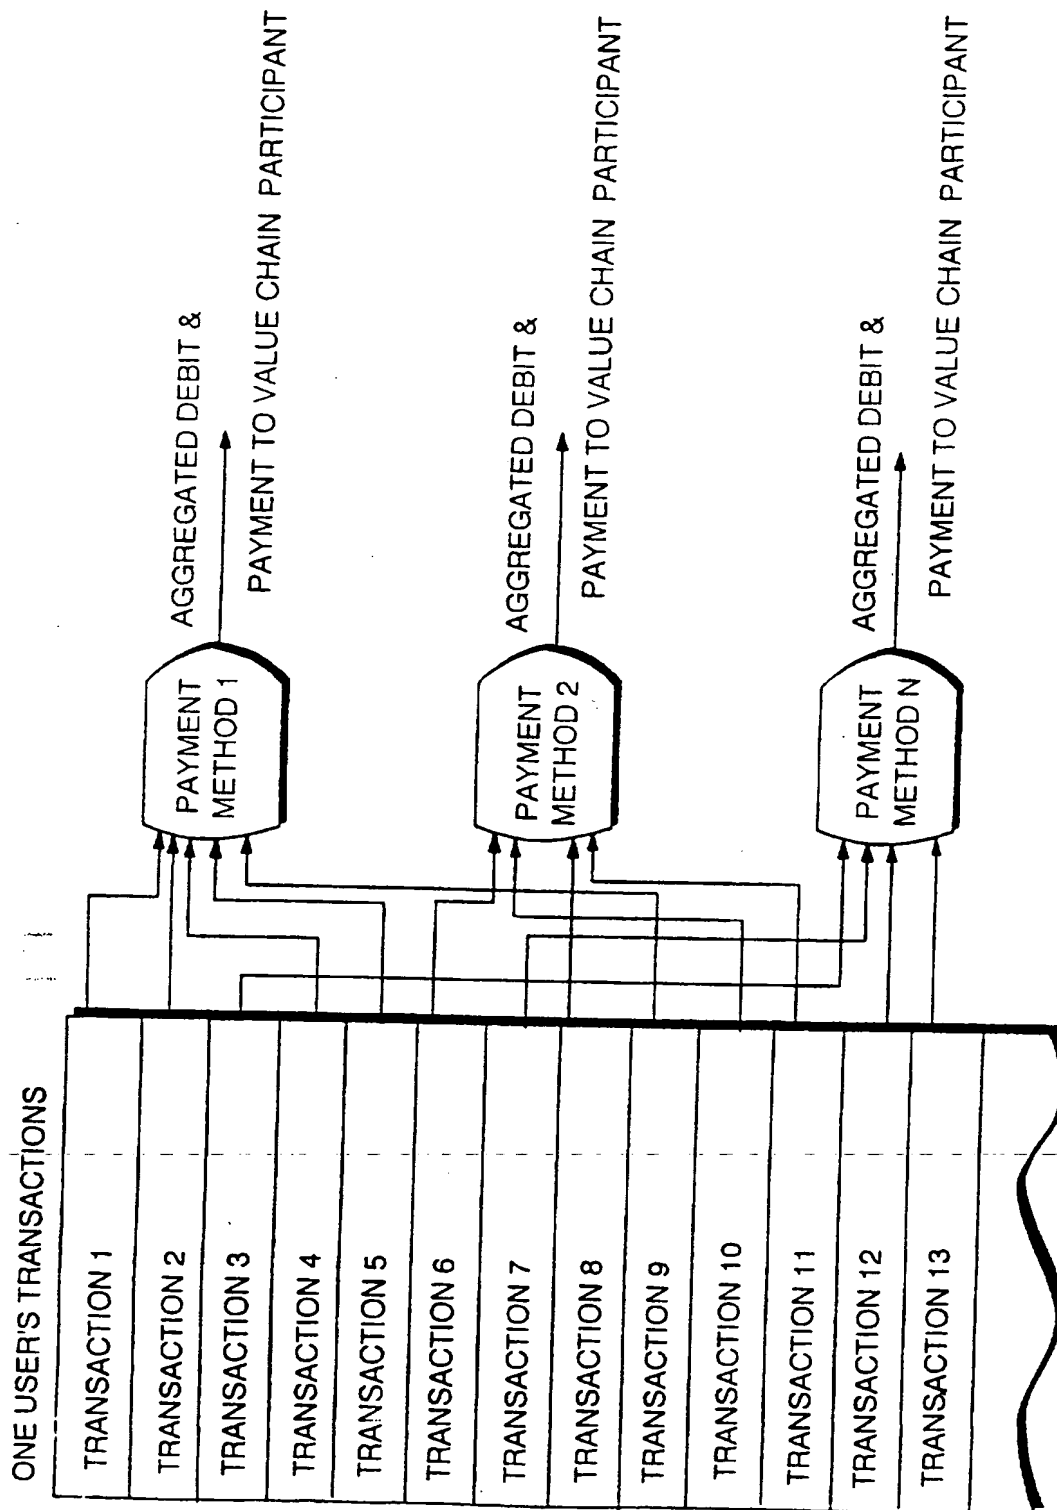 ONE USER'S TRANSACTIONS
TRANSACTION 1
TRANSACTION 2
TRANSACTION 3
TRANSACTION 4
TRANSACTION 5
TRANSACTION 6
TRANSACTION 7
TRANSACTION 8
TRANSACTION 9
TRANSACTION 10
TRANSACTION 11
TRANSACTION 12
TRANSACTION 13
PAYMENT
METHOD 1
AGGREGATED DEBIT &
PAYMENT TO VALUE CHAIN PARTICIPANT
PAYMENT
METHOD 2
AGGREGATED DEBIT &
PAYMENT TO VALUE CHAIN PARTICIPANT
PAYMENT
METHOD N
AGGREGATED DEBIT &
PAYMENT TO VALUE CHAIN PARTICIPANT